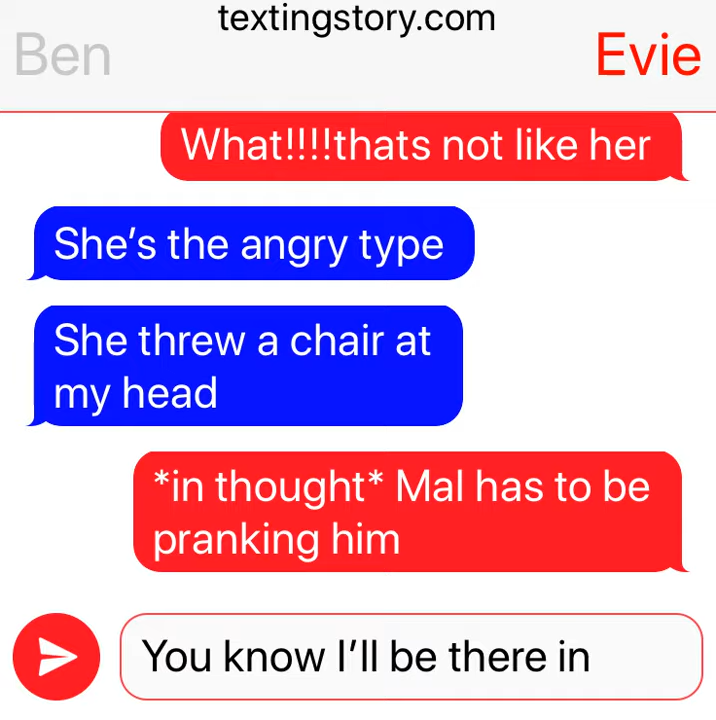 textingstory.com
Ben
Evie
What!!!!thats not like her
She’s the angry type
She threw a chair at
my head
*in thought* Mal has to be
pranking him
You know I’ll be there in